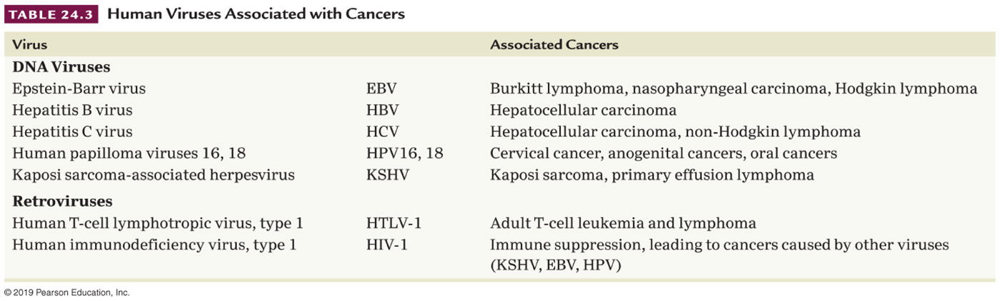 TABLE 24.3 Human Viruses Associated with Cancers
Virus Associated Cancers
DNA Viruses
Epstein-Barr virus EBV Burkitt lymphoma, nasopharyngeal carcinoma, Hodgkin lymphoma
Hepatitis B virus HBV Hepatocellular carcinoma
Hepatitis C virus HCV Hepatocellular carcinoma, non-Hodgkin lymphoma
Human papilloma viruses 16, 18 HPV16, 18 Cervical cancer, anogenital cancers, oral cancers
Kaposi sarcoma-associated herpesvirus KSHV Kaposi sarcoma, primary effusion lymphoma
Retroviruses
Human T-cell lymphotropic virus, type 1 HTLV-1 Adult T-cell leukemia and lymphoma
Human immunodeficiency virus, type 1 HIV-1 Immune suppression, leading to cancers caused by other viruses
(KSHV, EBV, HPV)
© 2019 Pearson Education, Inc.